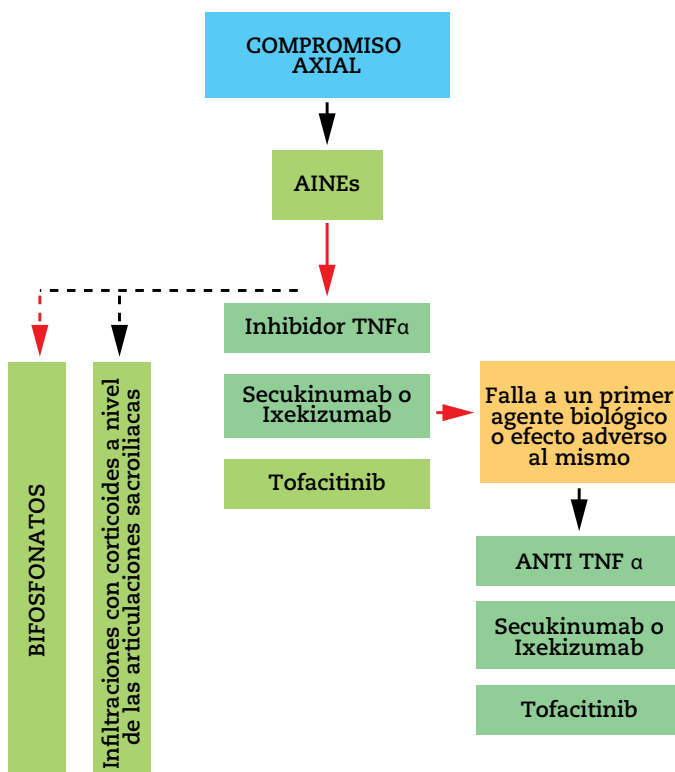 COMPROMISO
AXIAL
AINEs
Inhibidor TNFα
Secukinumab o
Ixekizumab
Tofacitinib
BIFOSFONATOS
Infiltraciones con corticoides a nivel
de las articulaciones sacroiliacas
Falla a un primer
agente biológico
o efecto adverso
al mismo
ANTI TNF α
Secukinumab o
Ixekizumab
Tofacitinib